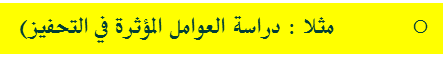 ○ مثلا : دراسة العوامل المؤثرة في التحفيز)